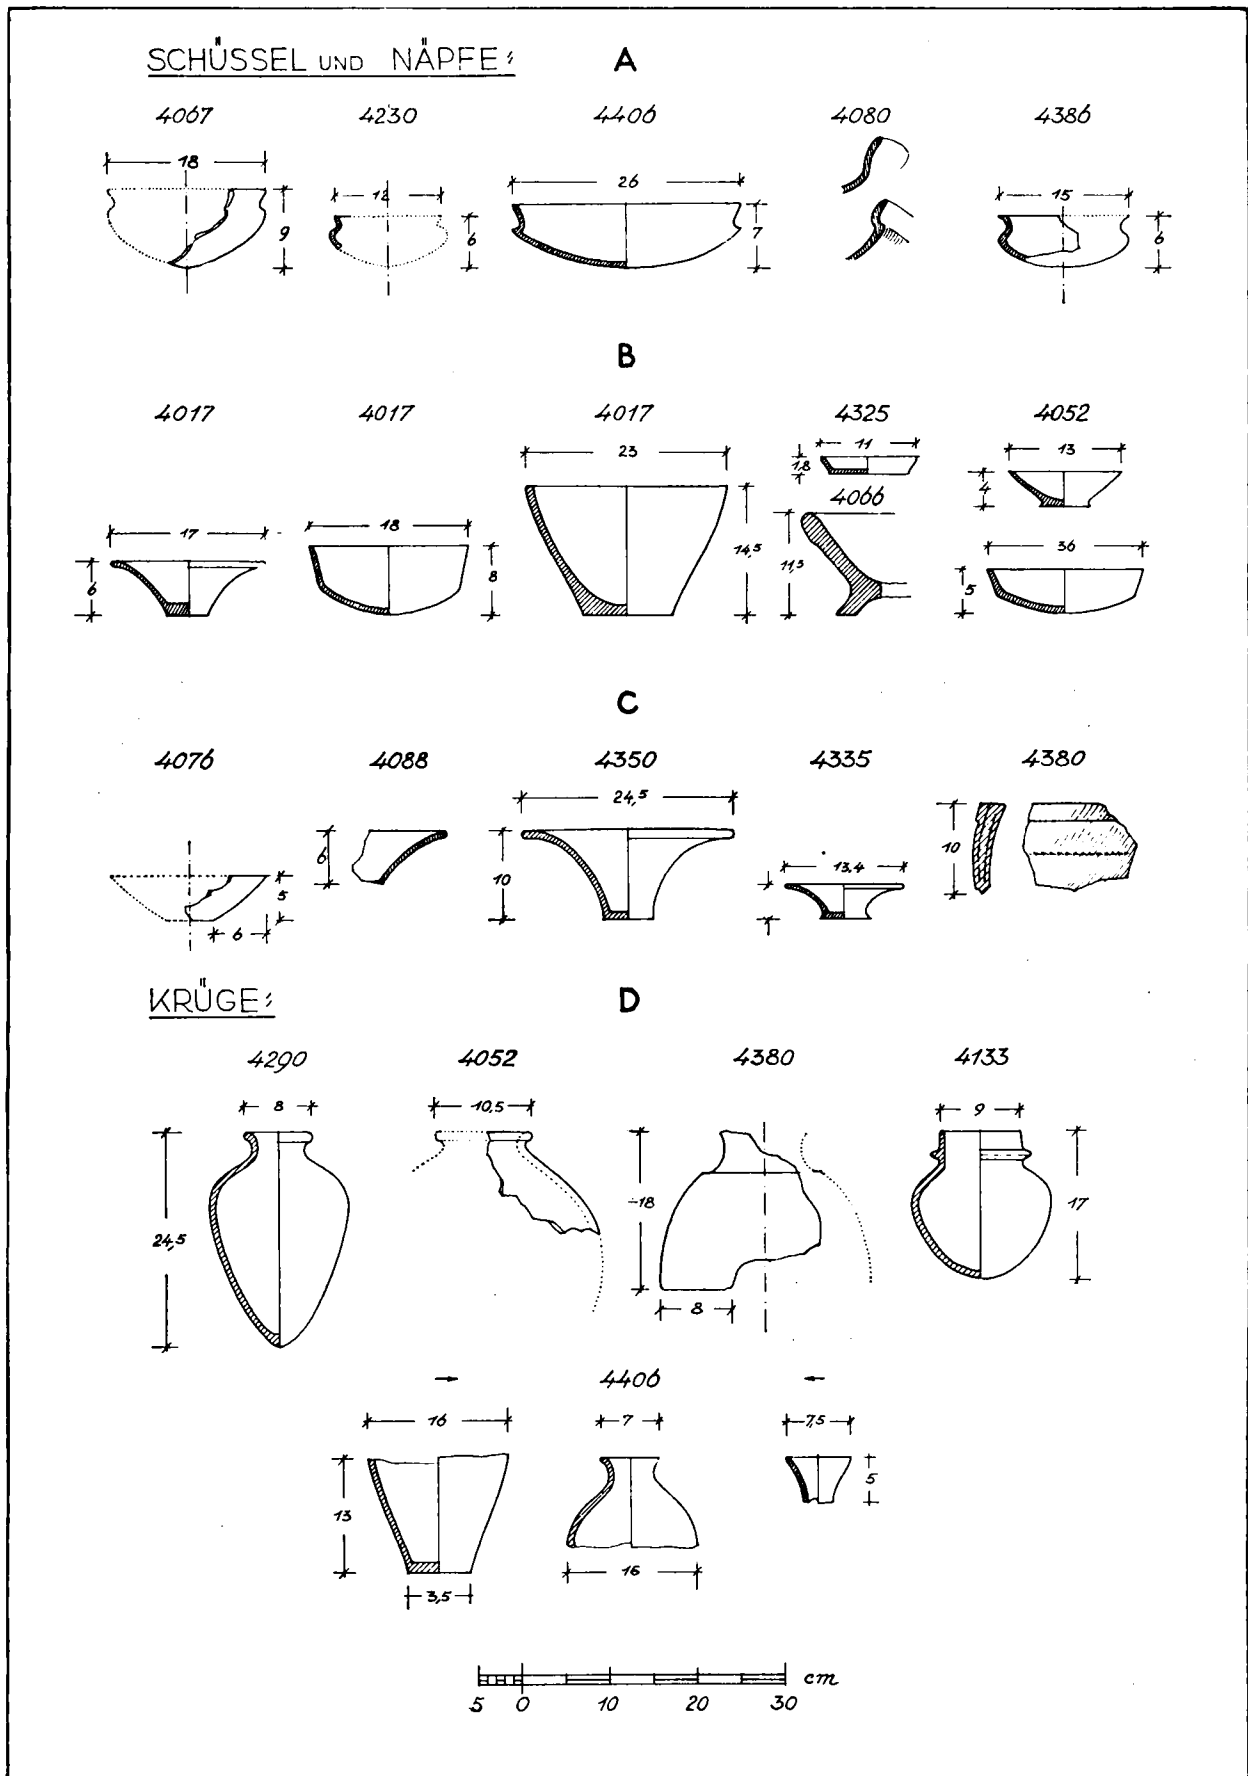 SCHÜSSEL UND NÄPFE:
A
4067 4230 4406 4080 4386
18 12 26 15
9 6 7 6
B
4017 4017 4017 4325 4052
23 11 13
1,8 4
4066
17 18 36
6 8 14,5 11,5 5
C
4076 4088 4350 4335 4380
24,5
6 10 13,4 10
5
6
KRÜGE:
D
4290 4052 4380 4133
8 10,5 9
24,5 18 17
8
→ 4406 ←
16 7 7,5
13 5
3,5 16
cm
5 0 10 20 30